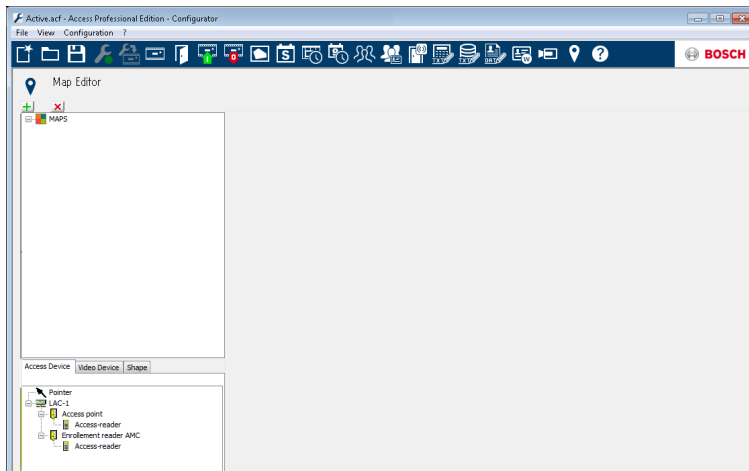 Active.acf - Access Professional Edition - Configurator
File View Configuration ?
BOSCH
Map Editor
MAPS
Access Device Video Device Shape
Pointer
LAC-1
Access point
Access-reader
Enrollement reader AMC
Access-reader